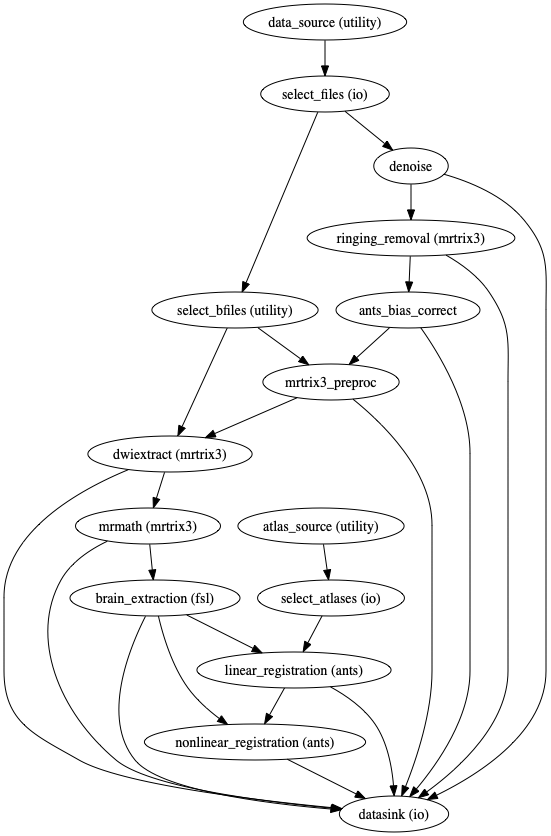 data_source (utility)
select_files (io)
denoise
ringing_removal (mrtrix3)
select_bfiles (utility)
ants_bias_correct
mrtrix3_preproc
dwiextract (mrtrix3)
mrmath (mrtrix3)
atlas_source (utility)
brain_extraction (fsl)
select_atlases (io)
linear_registration (ants)
nonlinear_registration (ants)
datasink (io)